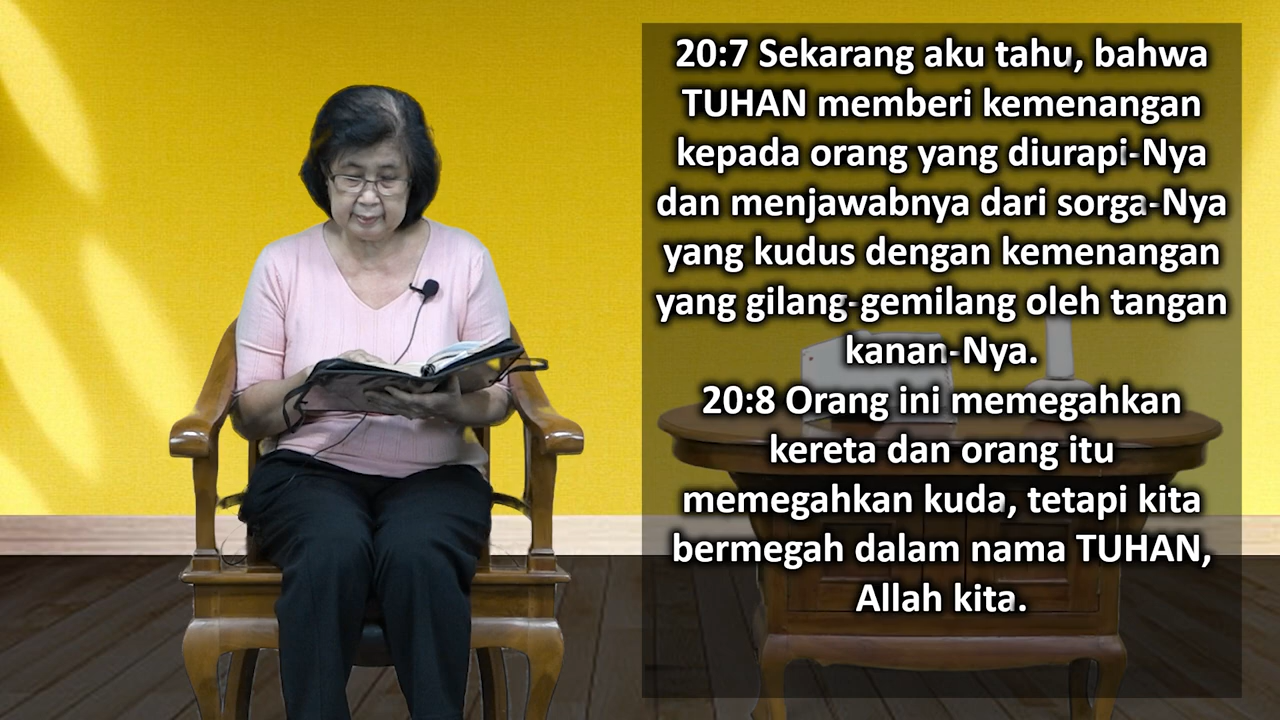 20:7 Sekarang aku tahu, bahwa
TUHAN memberi kemenangan
kepada orang yang diurapi-Nya
dan menjawabnya dari sorga-Nya
yang kudus dengan kemenangan
yang gilang-gemilang oleh tangan
kanan-Nya.
20:8 Orang ini memegahkan
kereta dan orang itu
memegahkan kuda, tetapi kita
bermegah dalam nama TUHAN,
Allah kita.